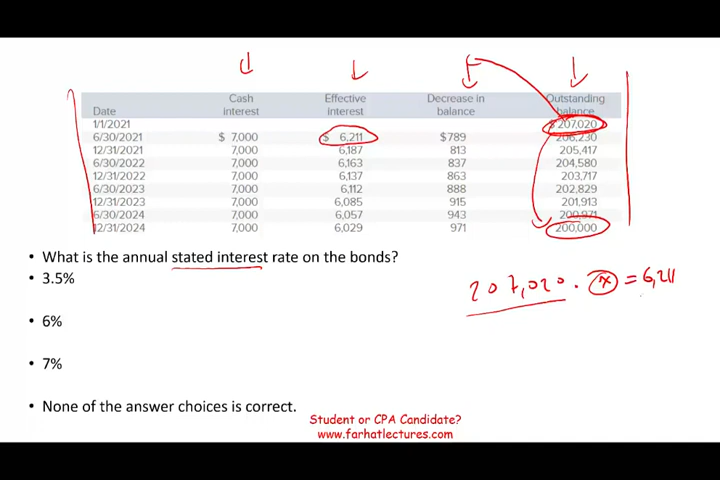 Cash Effective Decrease in Outstanding
Date interest interest balance balance
1/1/2021 $ 207,020
6/30/2021 $ 7,000 $ 6,211 $789 206,230
12/31/2021 7,000 6,187 813 205,417
6/30/2022 7,000 6,163 837 204,580
12/31/2022 7,000 6,137 863 203,717
6/30/2023 7,000 6,112 888 202,829
12/31/2023 7,000 6,085 915 201,913
6/30/2024 7,000 6,057 943 200,971
12/31/2024 7,000 6,029 971 200,000
• What is the annual stated interest rate on the bonds?
• 3.5%
207,020 . x = 6,211
• 6%
• 7%
• None of the answer choices is correct.
Student or CPA Candidate?
www.farhatlectures.com